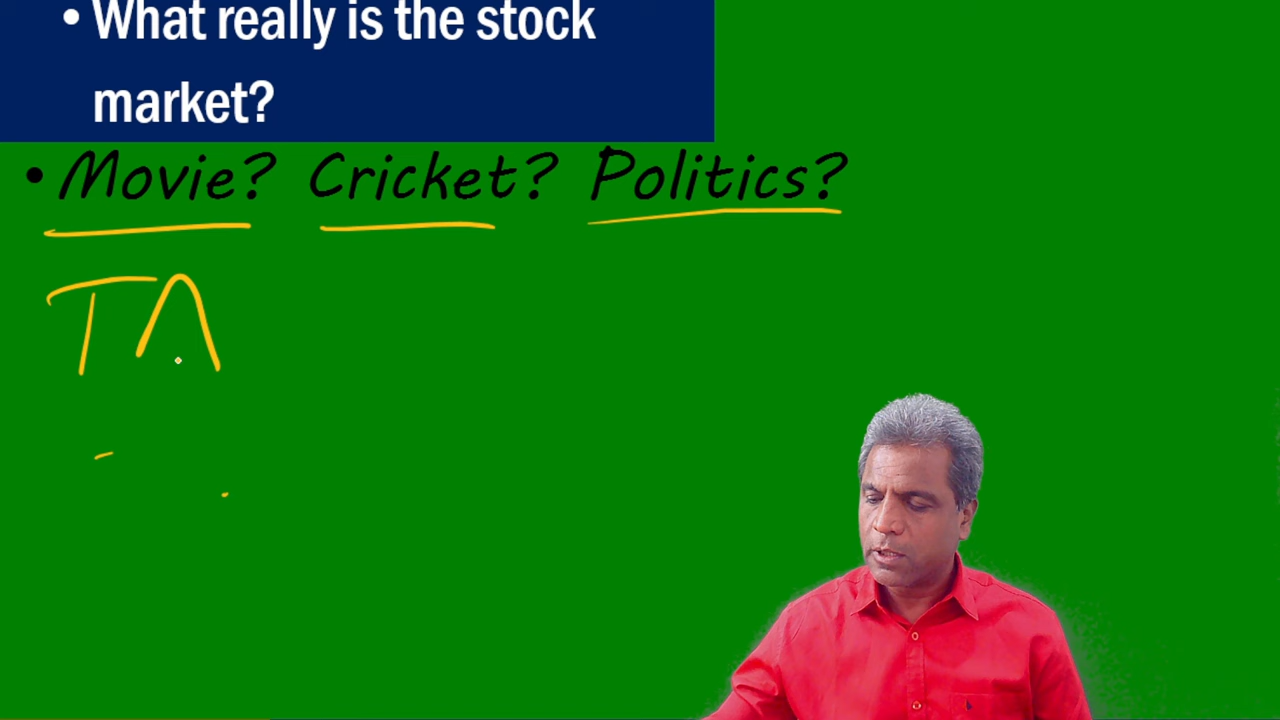 • What really is the stock
market?
• Movie? Cricket? Politics?
TA